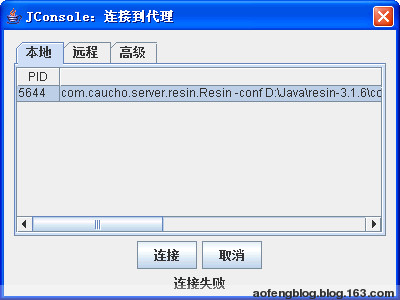 JConsole: 连接到代理
本地 远程 高级
PID
5644 com.caucho.server.resin.Resin -conf D:\Java\resin-3.1.6\co
连接 取消
连接失败
aofengblog.blog.163.com